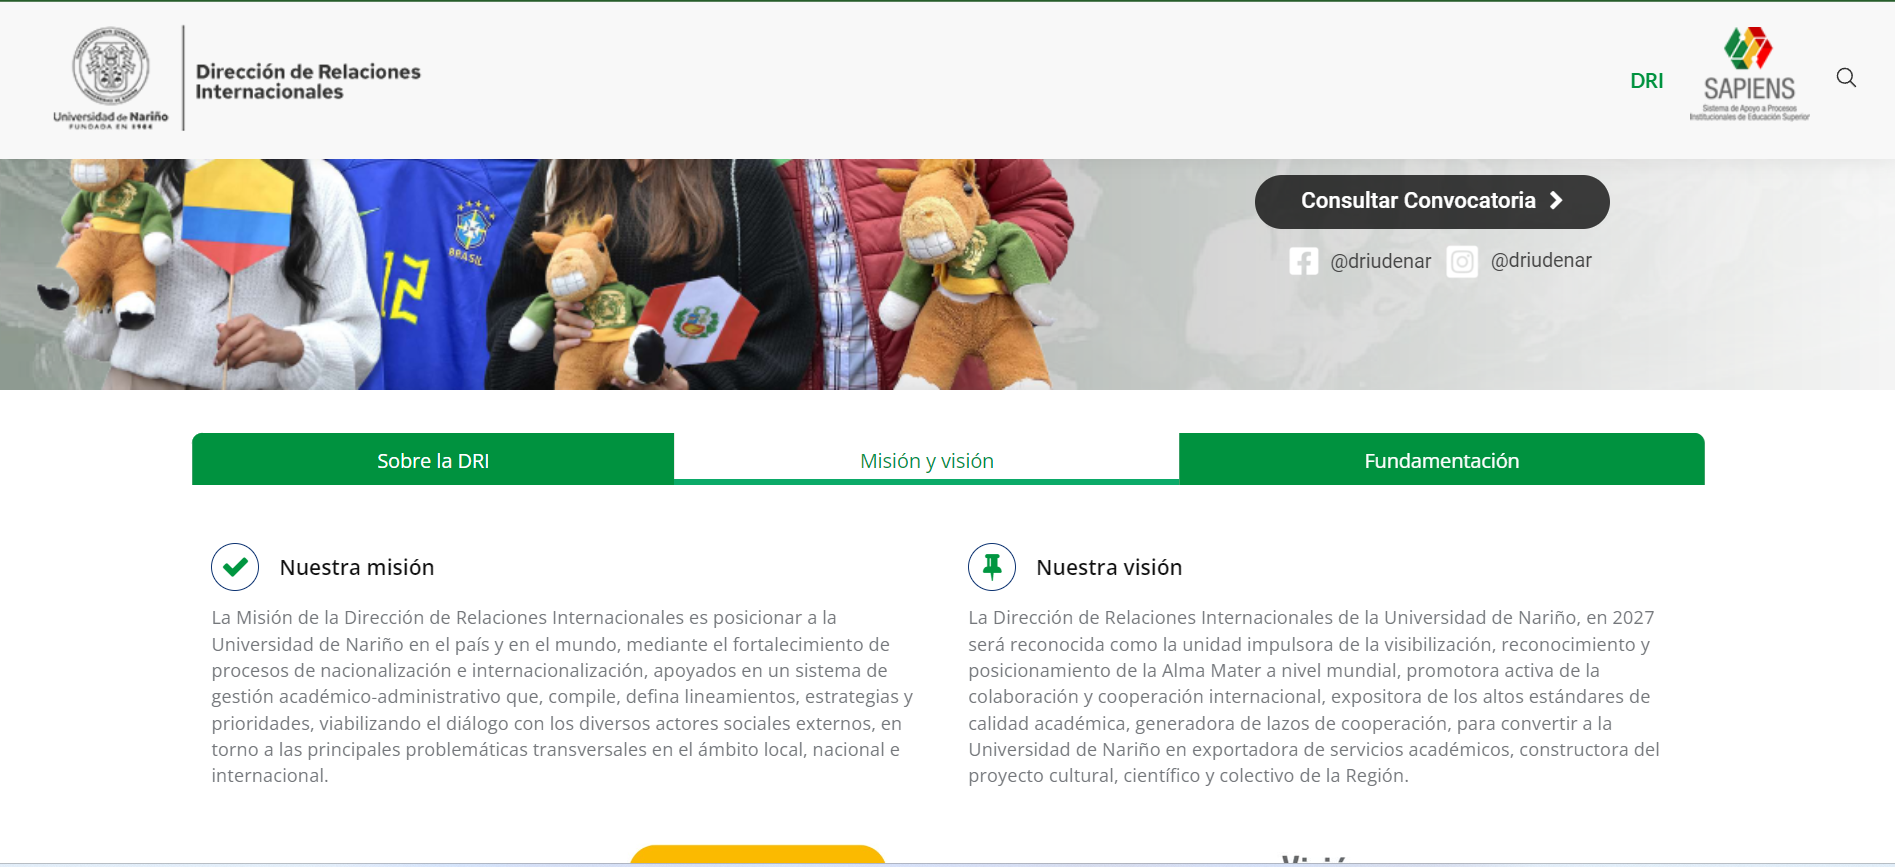 Universidad de Nariño
FUNDADA EN 1904
Dirección de Relaciones
Internacionales
DRI
SAPIENS
Sistema de Apoyo a Procesos
Institucionales de Educación Superior
12
BRASIL
Consultar Convocatoria
@driudenar
@driudenar
Sobre la DRI
Misión y visión
Fundamentación
Nuestra misión
La Misión de la Dirección de Relaciones Internacionales es posicionar a la
Universidad de Nariño en el país y en el mundo, mediante el fortalecimiento de
procesos de nacionalización e internacionalización, apoyados en un sistema de
gestión académico-administrativo que, compile, defina lineamientos, estrategias y
prioridades, viabilizando el diálogo con los diversos actores sociales externos, en
torno a las principales problemáticas transversales en el ámbito local, nacional e
internacional.
Nuestra visión
La Dirección de Relaciones Internacionales de la Universidad de Nariño, en 2027
será reconocida como la unidad impulsora de la visibilización, reconocimiento y
posicionamiento de la Alma Mater a nivel mundial, promotora activa de la
colaboración y cooperación internacional, expositora de los altos estándares de
calidad académica, generadora de lazos de cooperación, para convertir a la
Universidad de Nariño en exportadora de servicios académicos, constructora del
proyecto cultural, científico y colectivo de la Región.